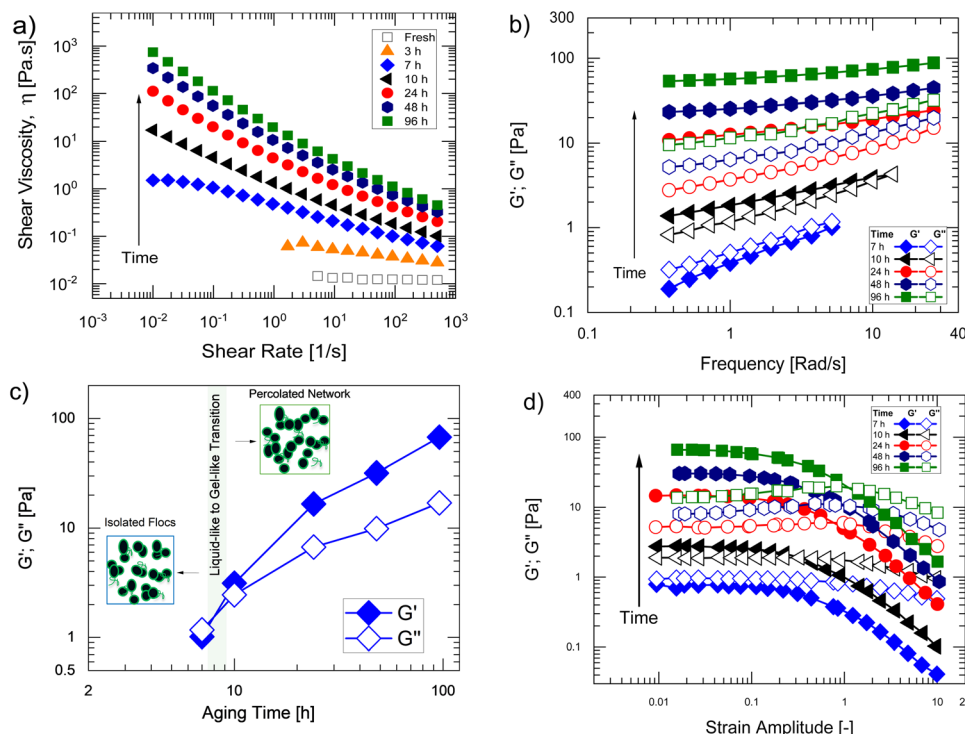 a)
Shear Viscosity, η [Pa.s]
10³
10²
10¹
10⁰
10⁻¹
10⁻²
Time
Fresh
3 h
7 h
10 h
24 h
48 h
96 h
10⁻³ 10⁻² 10⁻¹ 10⁰ 10¹ 10² 10³
Shear Rate [1/s]
b)
G'; G" [Pa]
400
100
10
1
0.1
Time
Time G' G"
7 h
10 h
24 h
48 h
96 h
0.1 1 10
Frequency [Rad/s]
c)
G'; G" [Pa]
100
10
1
0.5
Liquid-like to Gel-like Transition
Percolated Network
Isolated Flocs
G'
G"
2 10 100
Aging Time [h]
d)
G'; G" [Pa]
400
100
10
1
0.1
Time
Time G' G"
7 h
10 h
24 h
48 h
96 h
0.01 0.1 1 10 2
Strain Amplitude [-]